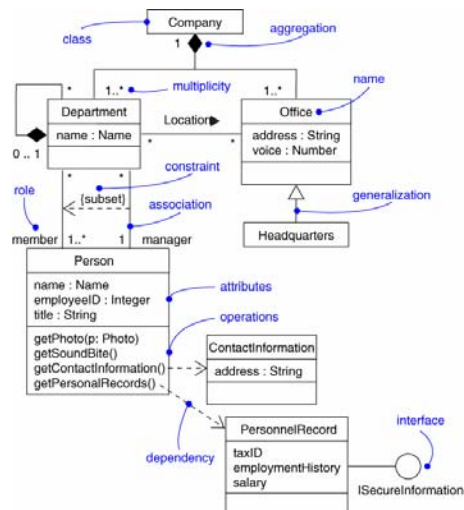 Company
class
1
aggregation
*
1..*
multiplicity
1..*
name
Department
name : Name
Location
Office
address : String
voice : Number
0 .. 1
*
*
*
*
constraint
role
{subset}
association
generalization
member
1..*
1
manager
Headquarters
Person
name : Name
employeeID : Integer
title : String
attributes
getPhoto(p: Photo)
getSoundBite()
getContactInformation()
getPersonalRecords()
operations
ContactInformation
address : String
dependency
PersonnelRecord
taxID
employmentHistory
salary
interface
ISecureInformation